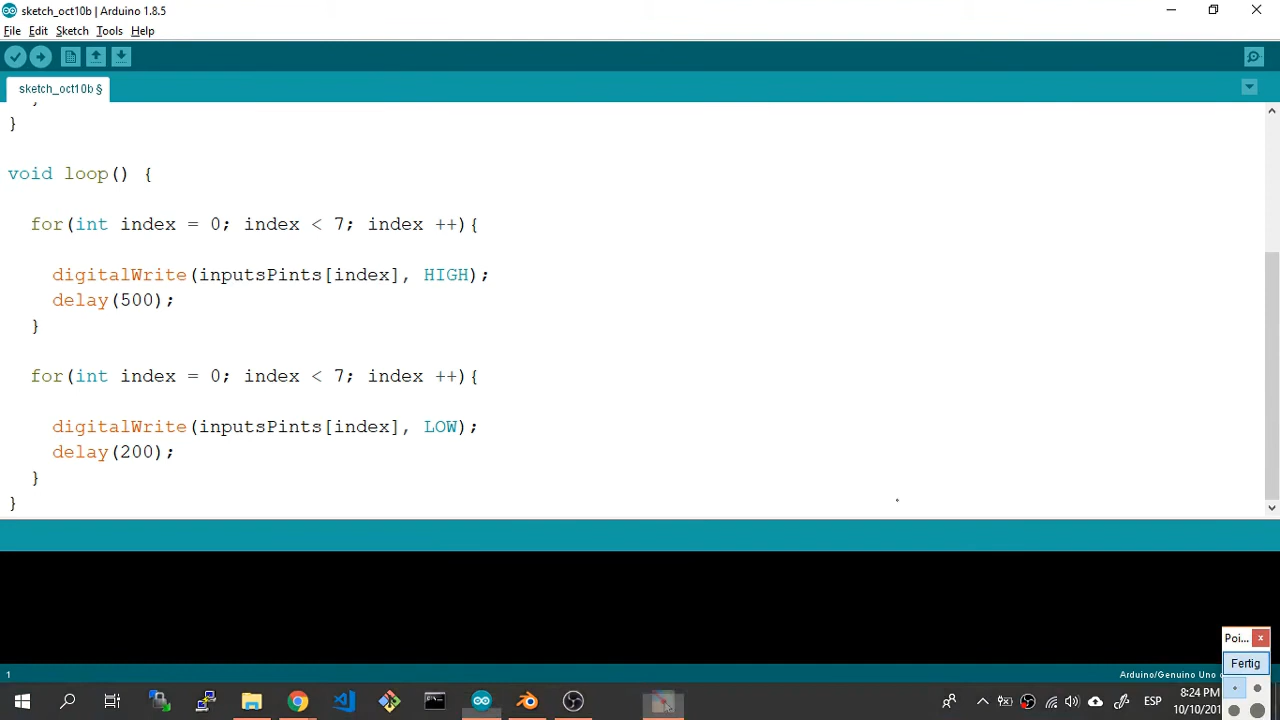 sketch_oct10b | Arduino 1.8.5
File Edit Sketch Tools Help
sketch_oct10b §
}
void loop() {
for(int index = 0; index < 7; index ++){
digitalWrite(inputsPints[index], HIGH);
delay(500);
}
for(int index = 0; index < 7; index ++){
digitalWrite(inputsPints[index], LOW);
delay(200);
}
}
Poi... x
Fertig
1
Arduino/Genuino Uno
ESP
8:24 PM
10/10/201